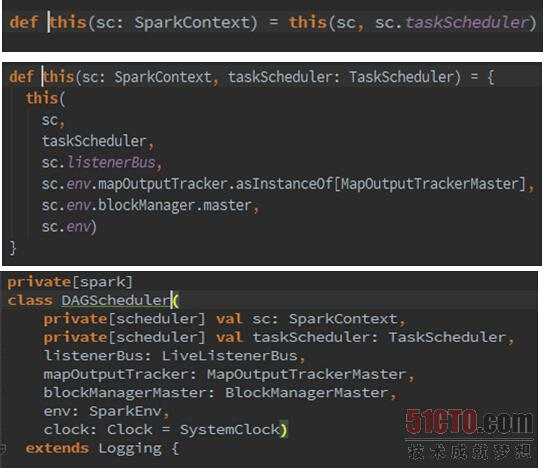 def this(sc: SparkContext) = this(sc, sc.taskScheduler)
def this(sc: SparkContext, taskScheduler: TaskScheduler) = {
this(
sc,
taskScheduler,
sc.listenerBus,
sc.env.mapOutputTracker.asInstanceOf[MapOutputTrackerMaster],
sc.env.blockManager.master,
sc.env)
}
private[spark]
class DAGScheduler(
private[scheduler] val sc: SparkContext,
private[scheduler] val taskScheduler: TaskScheduler,
listenerBus: LiveListenerBus,
mapOutputTracker: MapOutputTrackerMaster,
blockManagerMaster: BlockManagerMaster,
env: SparkEnv,
clock: Clock = SystemClock)
extends Logging {
51CTO.com
技术成就梦想